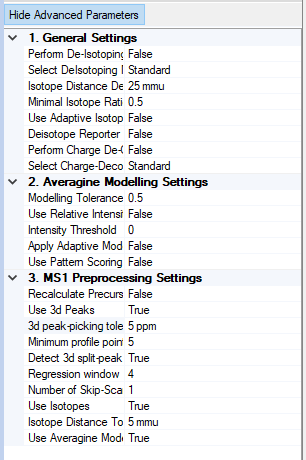 Hide Advanced Parameters
1. General Settings
Perform De-Isotoping False
Select DeIsotoping I Standard
Isotope Distance De 25 mmu
Minimal Isotope Rati 0.5
Use Adaptive Isotop False
Deisotope Reporter False
Perform Charge De-C False
Select Charge-Deco Standard
2. Averagine Modelling Settings
Modelling Tolerance 0.5
Use Relative Intensi False
Intensity Threshold 0
Apply Adaptive Mod False
Use Pattern Scoring False
3. MS1 Preprocessing Settings
Recalculate Precurs False
Use 3d Peaks True
3d peak-picking tole 5 ppm
Minimum profile poin 5
Detect 3d split-peak True
Regression window 4
Number of Skip-Sca 1
Use Isotopes True
Isotope Distance To 5 mmu
Use Averagine Mode True